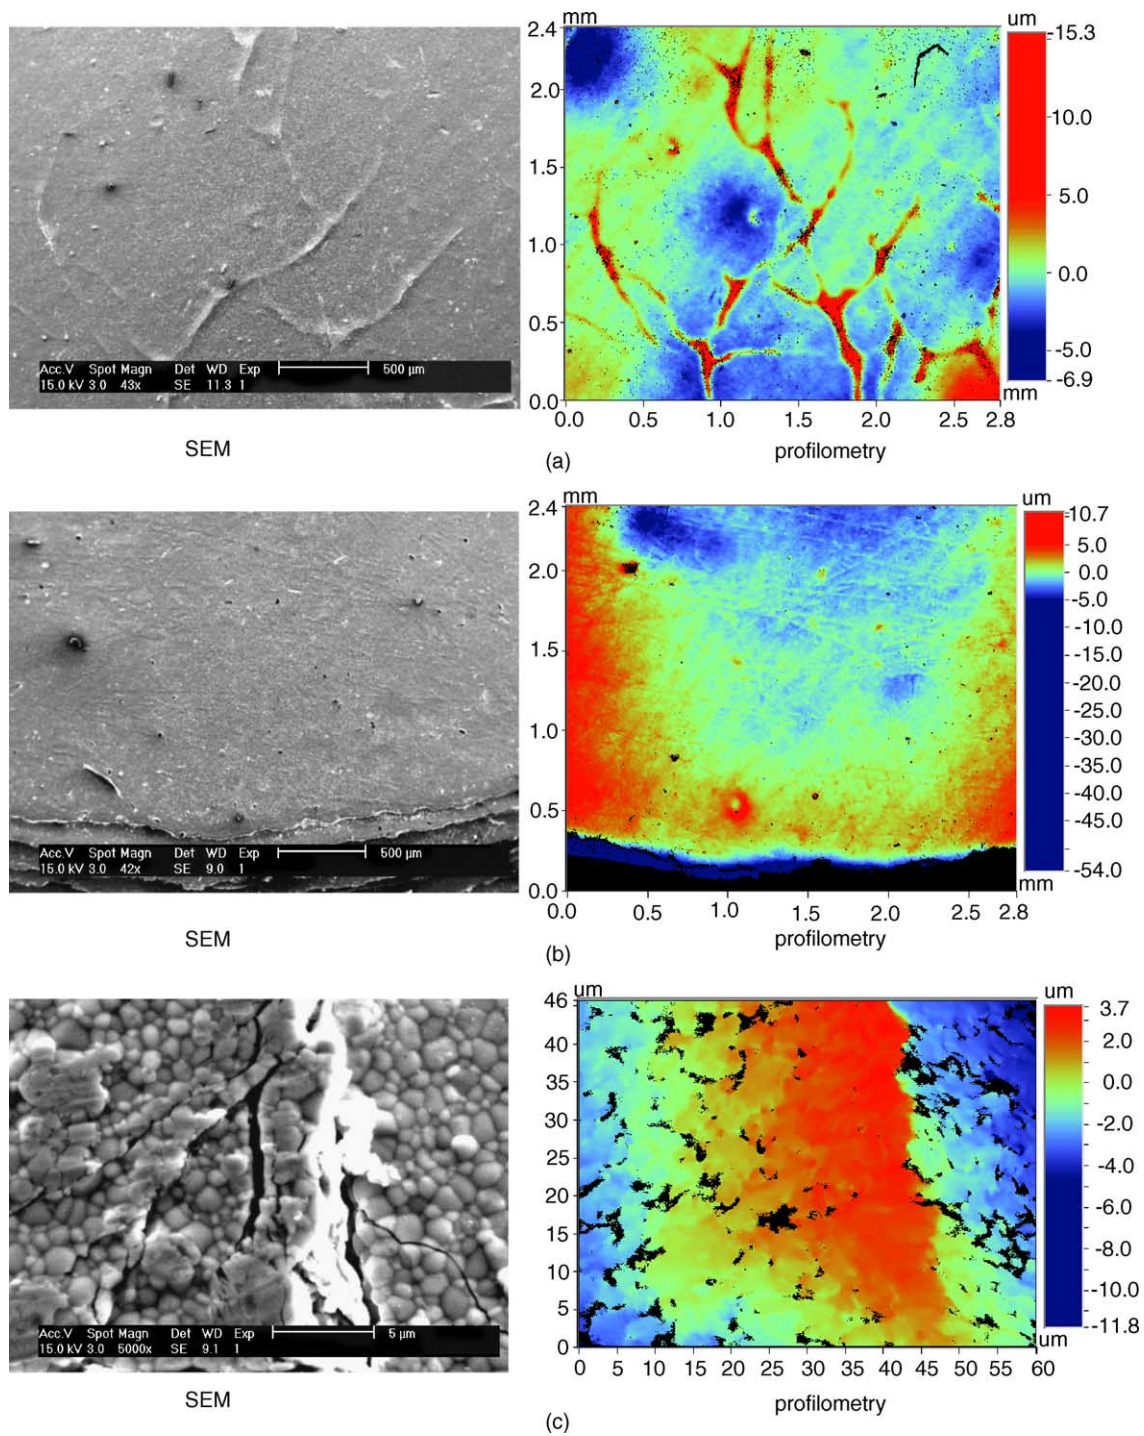 mm
um
2.4
2.0
1.5
1.0
0.5
0.0
0.0 0.5 1.0 1.5 2.0 2.5 2.8
-15.3
10.0
5.0
0.0
-5.0
-6.9
mm
Acc.V Spot Magn Det WD Exp
15.0 kV 3.0 43x SE 11.3 1
500 µm
SEM
profilometry
(a)
mm
um
2.4
2.0
1.5
1.0
0.5
0.0
0.0 0.5 1.0 1.5 2.0 2.5 2.8
10.7
5.0
0.0
-5.0
-10.0
-15.0
-20.0
-25.0
-30.0
-35.0
-40.0
-45.0
-54.0
mm
Acc.V Spot Magn Det WD Exp
15.0 kV 3.0 42x SE 9.0 1
500 µm
SEM
profilometry
(b)
um
um
46
40
35
30
25
20
15
10
5
0
0 5 10 15 20 25 30 35 40 45 50 55 60
3.7
2.0
0.0
-2.0
-4.0
-6.0
-8.0
-10.0
-11.8
um
Acc.V Spot Magn Det WD Exp
15.0 kV 3.0 5000x SE 9.1 1
5 µm
SEM
profilometry
(c)